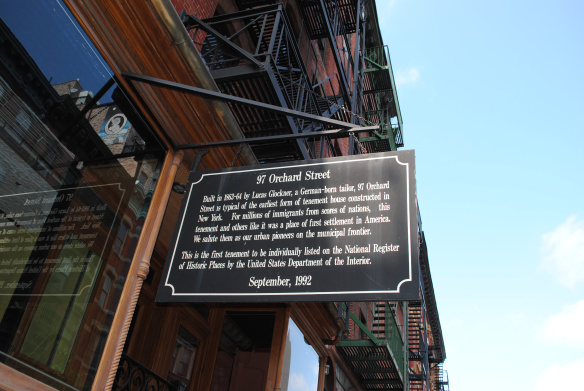 97 Orchard Street
Built in 1863-64 by Lucas Glockner, a German-born tailor, 97 Orchard
Street is typical of the earliest form of tenement house constructed in
New York. For millions of immigrants from scores of nations, this
tenement and others like it was a place of first settlement in America.
We salute them as our urban pioneers on the municipal frontier.
This is the first tenement to be individually listed on the National Register
of Historic Places by the United States Department of the Interior.
September, 1992